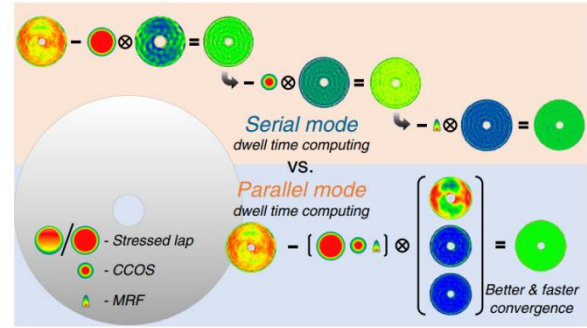 Serial mode
dwell time computing
vs.
Parallel mode
dwell time computing
- Stressed lap
- CCOS
- MRF
Better & faster
convergence